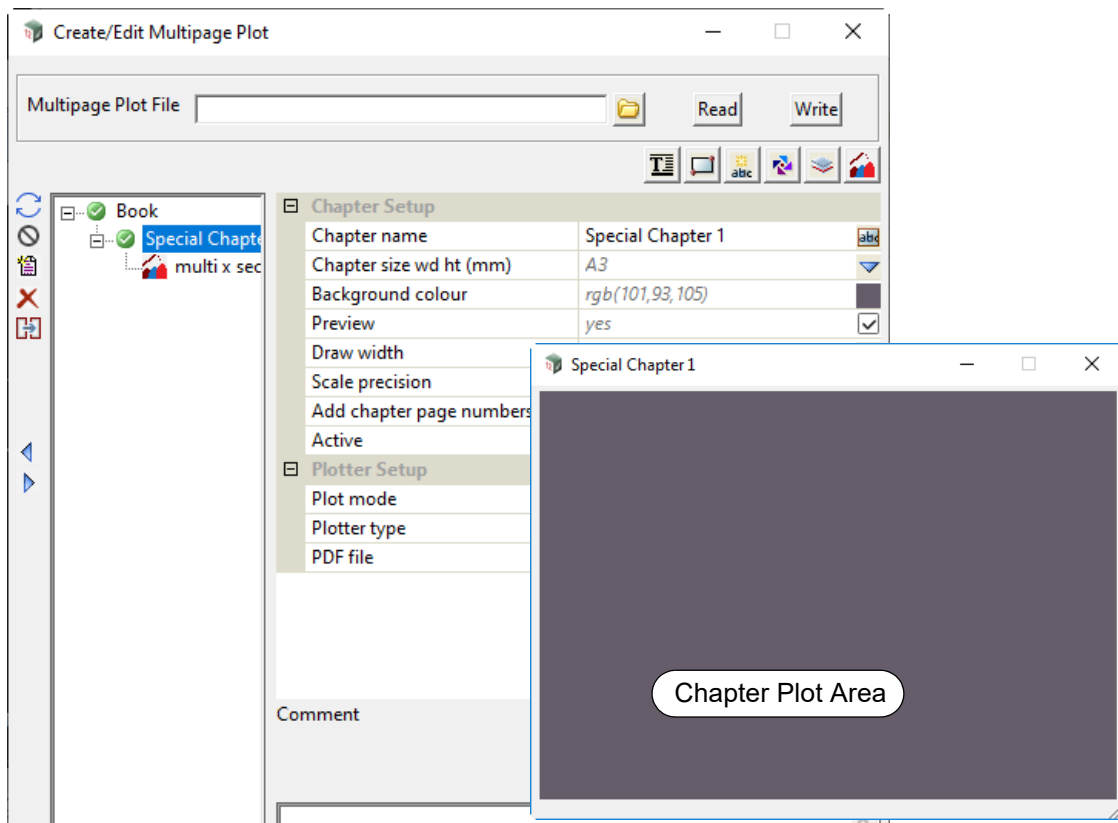 Create/Edit Multipage Plot
Multipage Plot File
Read
Write
T
abc
Book
Special Chapte
multi x sec
Chapter Setup
Chapter name Special Chapter 1 abc
Chapter size wd ht (mm) A3
Background colour rgb(101,93,105)
Preview yes
Draw width
Scale precision
Add chapter page numbers
Active
Plotter Setup
Plot mode
Plotter type
PDF file
Comment
Special Chapter 1
Chapter Plot Area